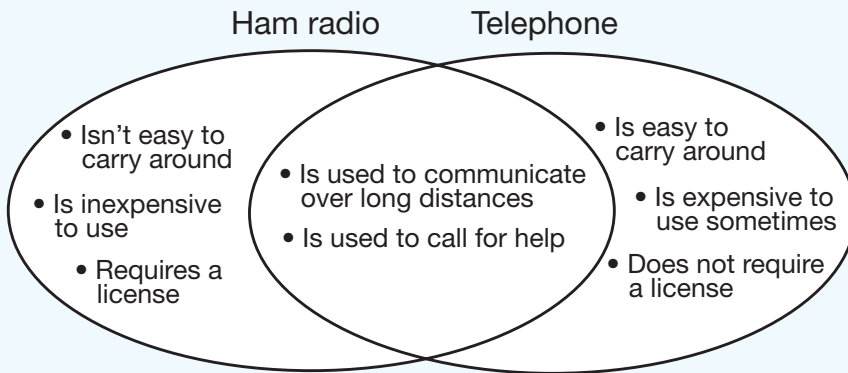 Ham radio
Telephone
• Isn't easy to
carry around
• Is inexpensive
to use
• Requires a
license
• Is used to communicate
over long distances
• Is used to call for help
• Is easy to
carry around
• Is expensive to
use sometimes
• Does not require
a license